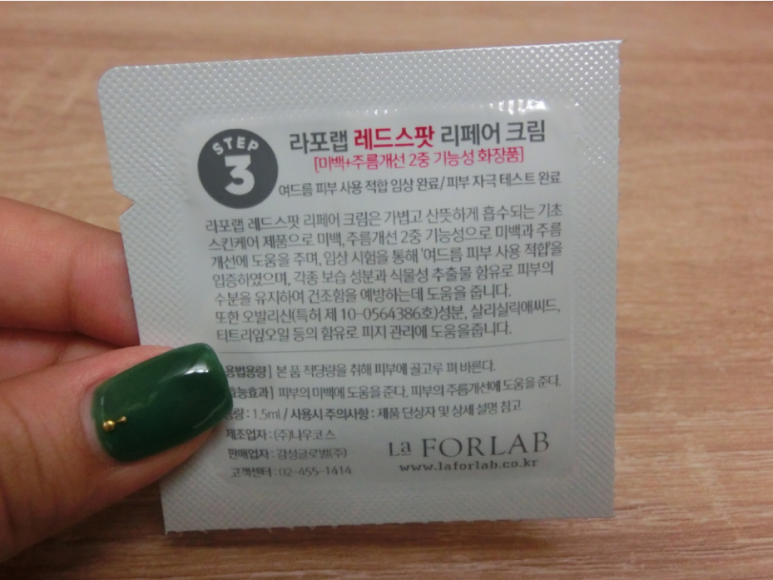 STEP 3
라포랩 레드스팟 리페어 크림
[미백+주름개선 2중 기능성 화장품]
여드름 피부 사용 적합 임상 완료/피부 자극 테스트 완료
라포랩 레드스팟 리페어 크림은 가볍고 산뜻하게 흡수되는 기초
스킨케어 제품으로 미백, 주름개선 2중 기능성으로 미백과 주름
개선에 도움을 주며, 임상 시험을 통해 '여드름 피부 사용 적합'을
입증하였으며, 각종 보습 성분과 식물성 추출물 함유로 피부의
수분을 유지하여 건조함을 예방하는데 도움을 줍니다.
또한 오발리신(특허 제 10-0564386호)성분, 살리실릭애씨드,
티트리잎오일 등의 함유로 피지 관리에 도움을줍니다.
용법용량] 본 품 적당량을 취해 피부에 골고루 펴 바른다.
효능효과] 피부의 미백에 도움을 준다. 피부의 주름개선에 도움을 준다.
량 : 1.5ml / 사용시 주의사항 : 제품 단상자 및 상세 설명 참고
제조업자 : (주)나우코스
판매업자 : 감성글로벌(주)
고객센터 : 02-455-1414
La FORLAB
www.laforlab.co.kr